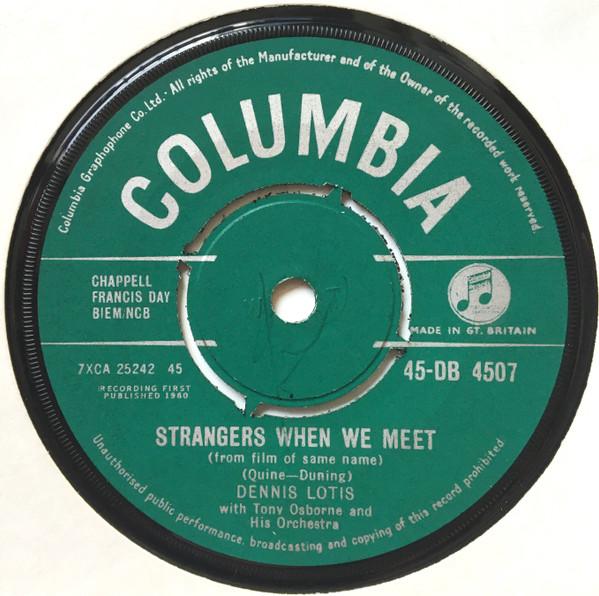 Columbia Graphophone Co. Ltd. · All rights of the Manufacturer and of the Owner of the recorded work reserved.
COLUMBIA
CHAPPELL
FRANCIS DAY
BIEM/NCB
MADE IN GT. BRITAIN
7XCA 25242 45
45-DB 4507
RECORDING FIRST
PUBLISHED 1960
STRANGERS WHEN WE MEET
(from film of same name)
(Quine—Duning)
DENNIS LOTIS
with Tony Osborne and
His Orchestra
Unauthorised public performance, broadcasting and copying of this record prohibited